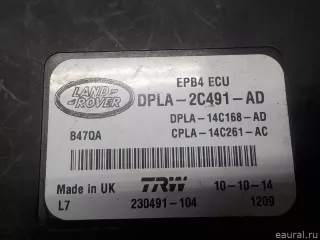 EPB4 ECU
LAND-
ROVER
DPLA-2C491-AD
DPLA-14C168-AD
B47QA
CPLA-14C261-AC
Made in UK
TRW
10-10-14
L7
230491-104
1209
eaural.ru